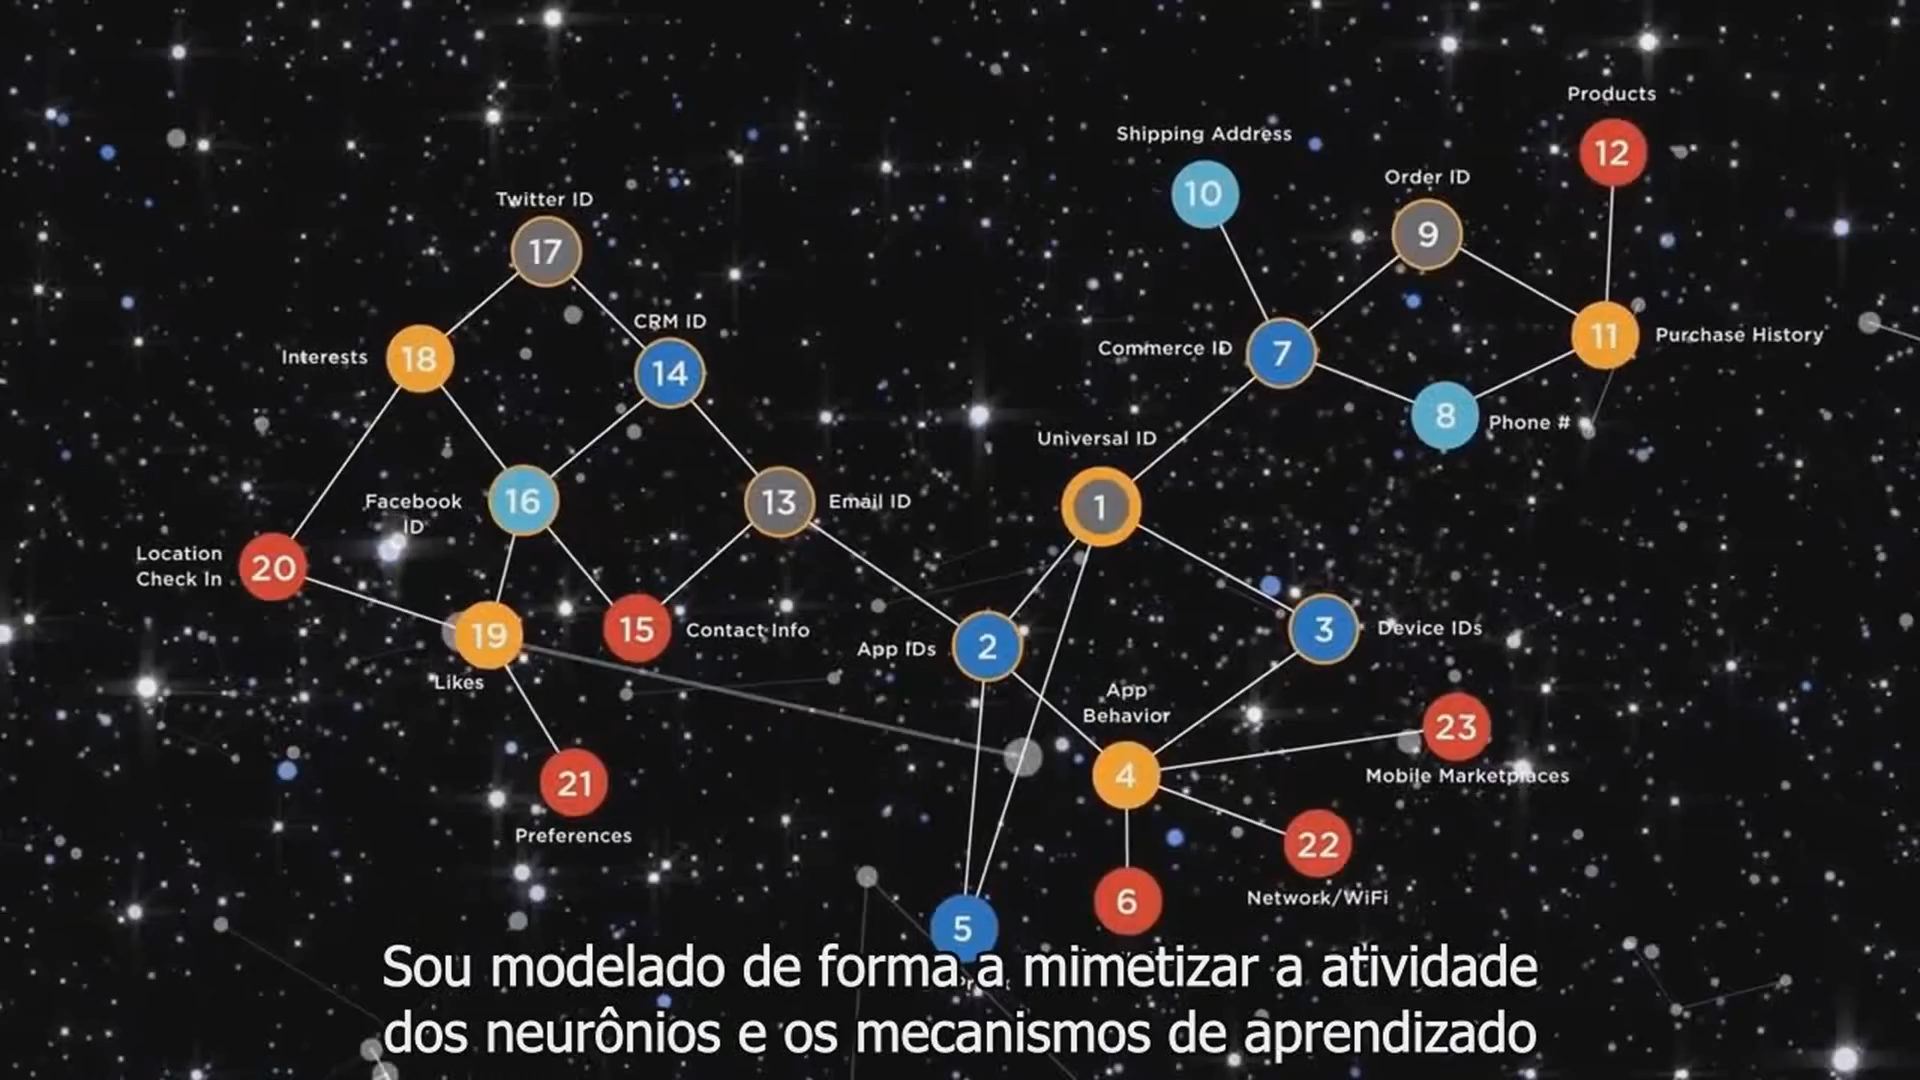 Products
12
Shipping Address
10
Order ID
9
Twitter ID
17
CRM ID
14
Interests
18
Commerce ID
7
11
Purchase History
8
Phone #
Universal ID
1
Facebook
ID
16
13
Email ID
Location
Check In
20
19
Likes
15
Contact Info
App IDs
2
3
Device IDs
App
Behavior
4
23
Mobile Marketplaces
21
Preferences
22
Network/WiFi
6
5
Sou modelado de forma a mimetizar a atividade
dos neurônios e os mecanismos de aprendizado